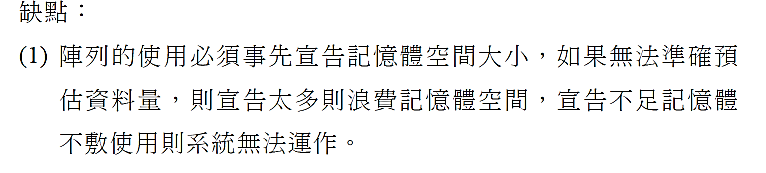 缺點：
(1) 陣列的使用必須事先宣告記憶體空間大小，如果無法準確預
估資料量，則宣告太多則浪費記憶體空間，宣告不足記憶體
不敷使用則系統無法運作。